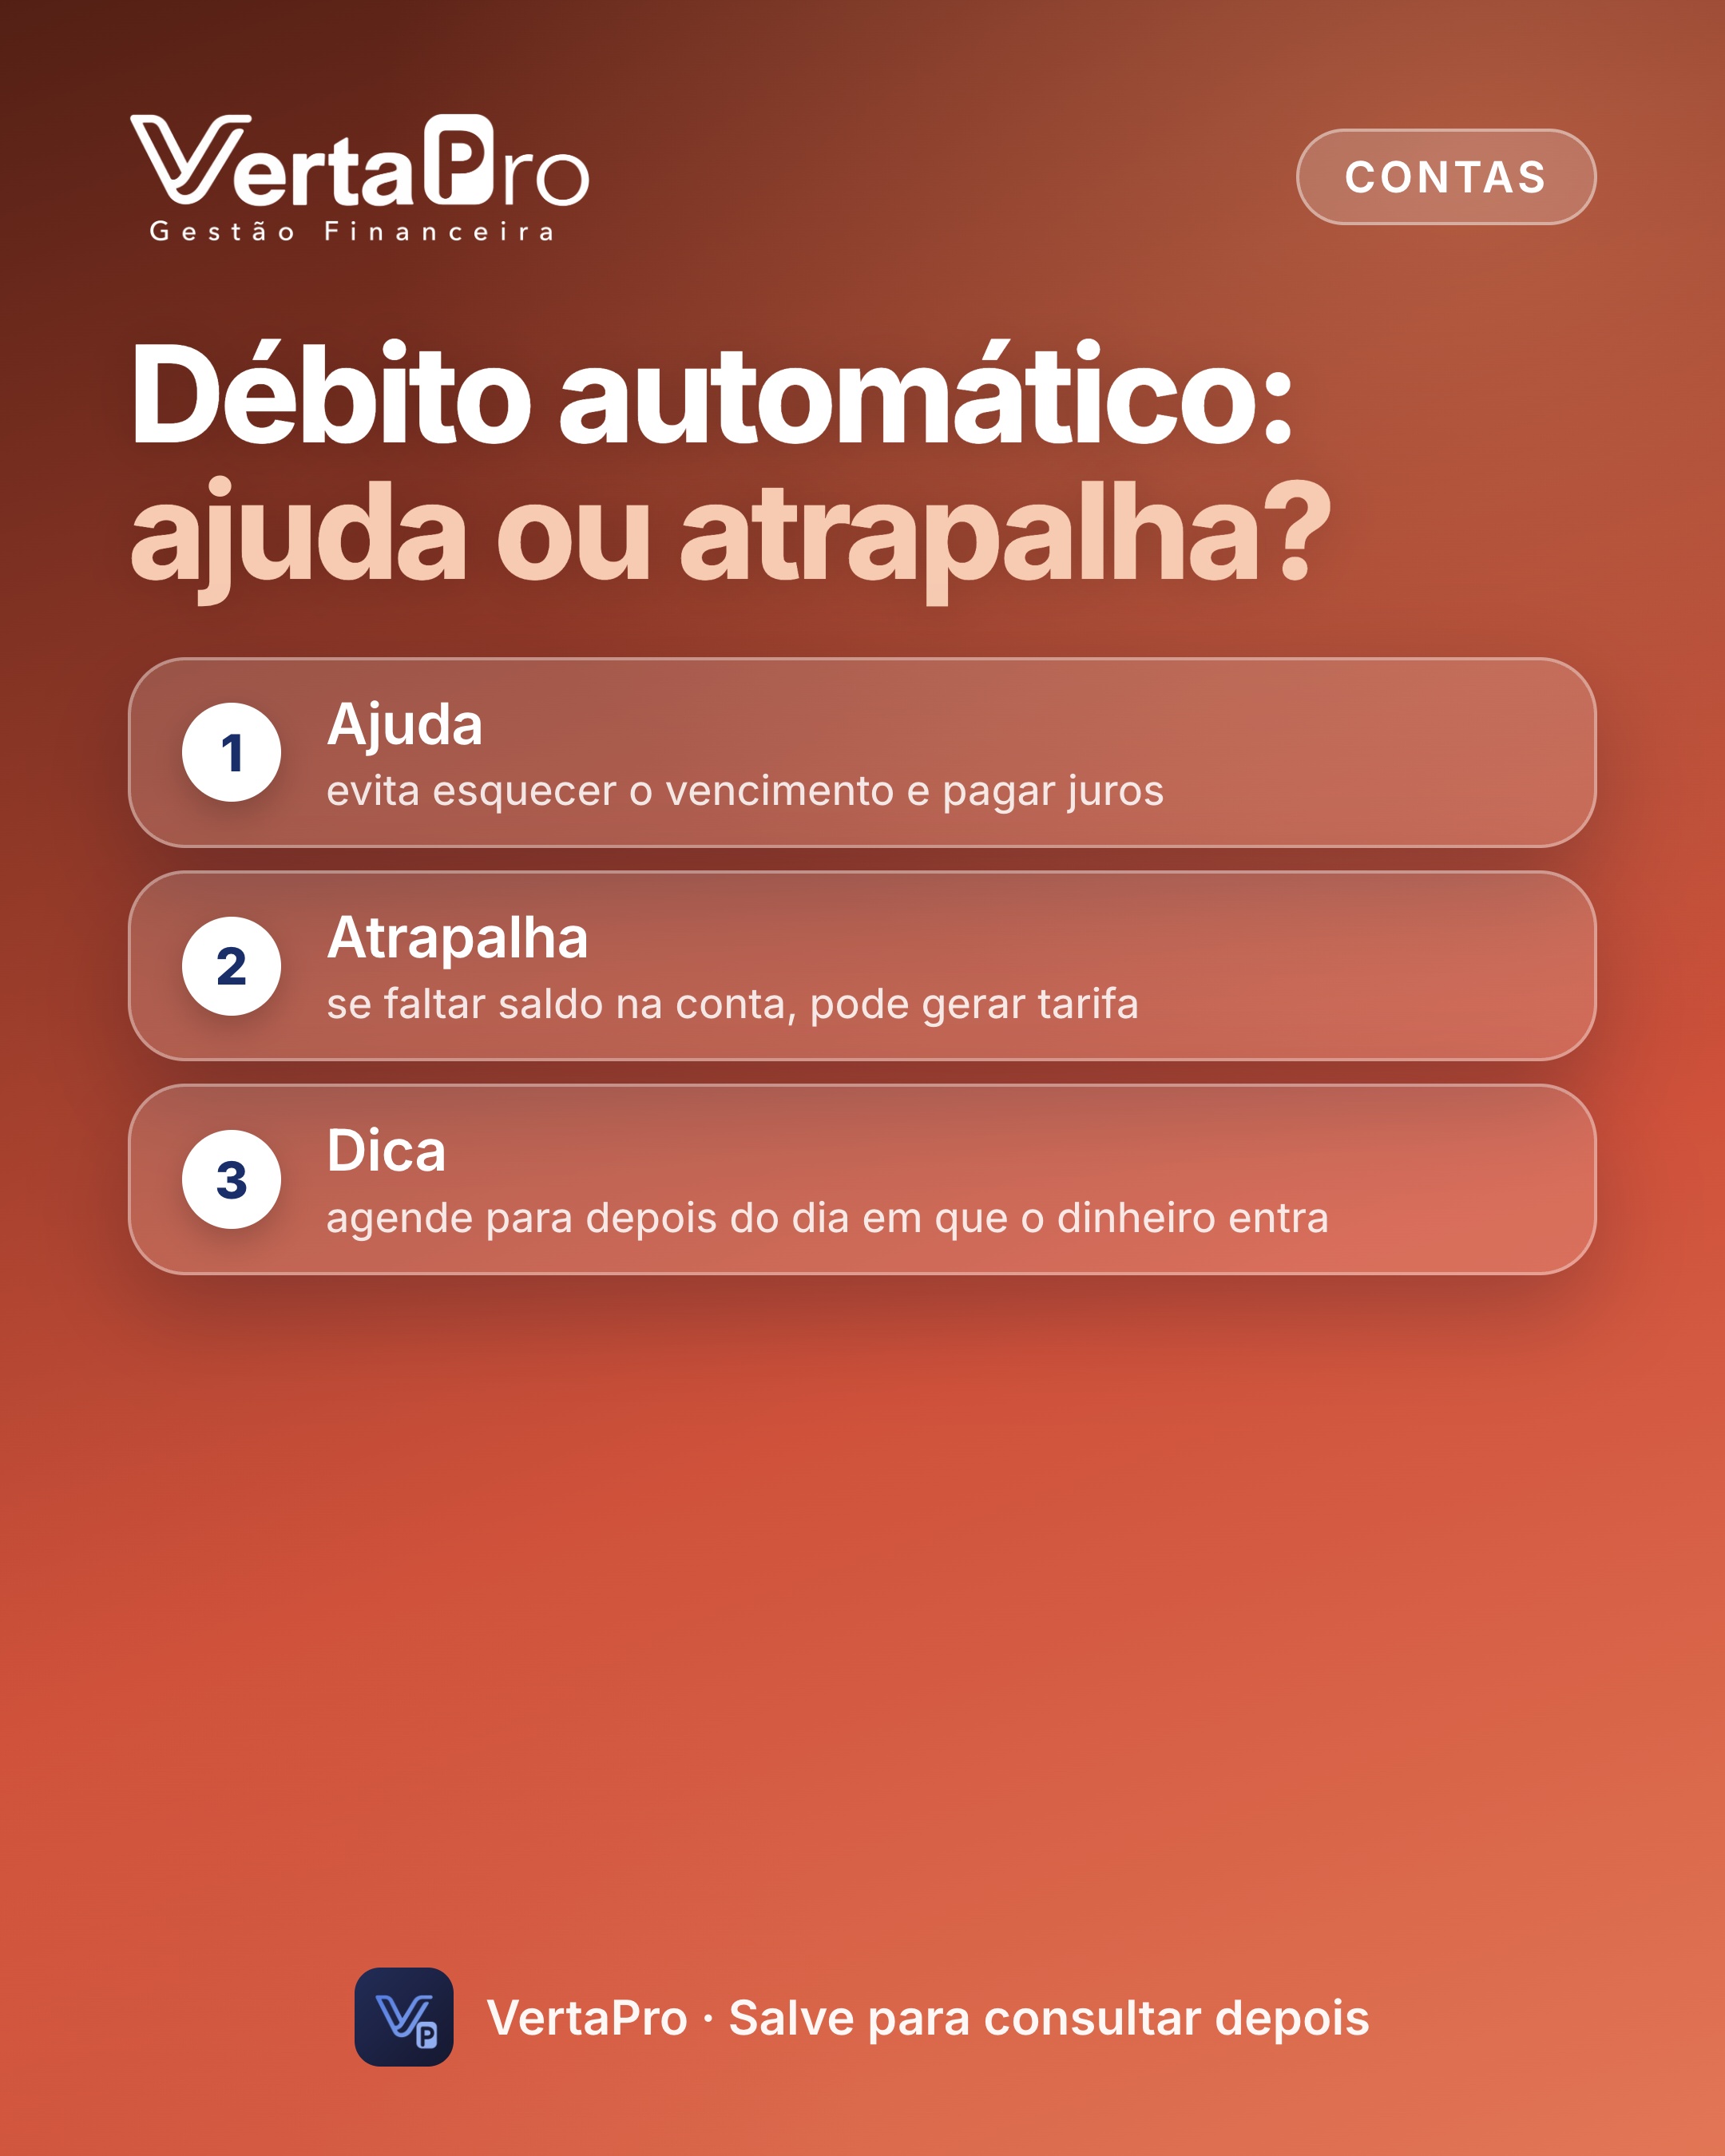 VertaPro
Gestão Financeira
CONTAS
Débito automático:
ajuda ou atrapalha?
1
Ajuda
evita esquecer o vencimento e pagar juros
2
Atrapalha
se faltar saldo na conta, pode gerar tarifa
3
Dica
agende para depois do dia em que o dinheiro entra
VP
VertaPro · Salve para consultar depois